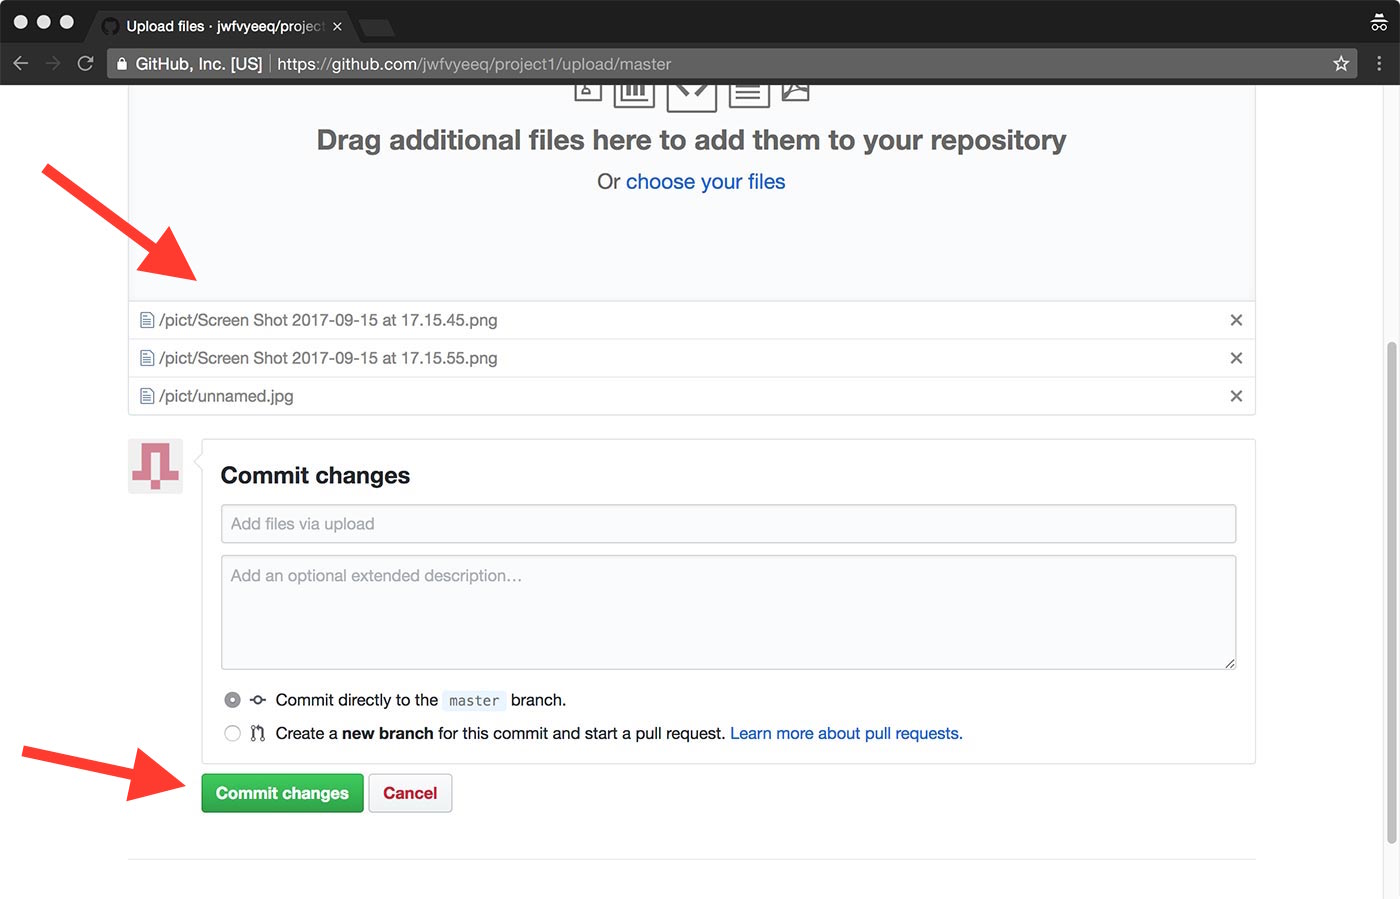 Upload files · jwfvyeeq/project
GitHub, Inc. [US] https://github.com/jwfvyeeq/project1/upload/master
Drag additional files here to add them to your repository
Or choose your files
/pict/Screen Shot 2017-09-15 at 17.15.45.png
/pict/Screen Shot 2017-09-15 at 17.15.55.png
/pict/unnamed.jpg
Commit changes
Add files via upload
Add an optional extended description…
Commit directly to the master branch.
Create a new branch for this commit and start a pull request. Learn more about pull requests.
Commit changes Cancel